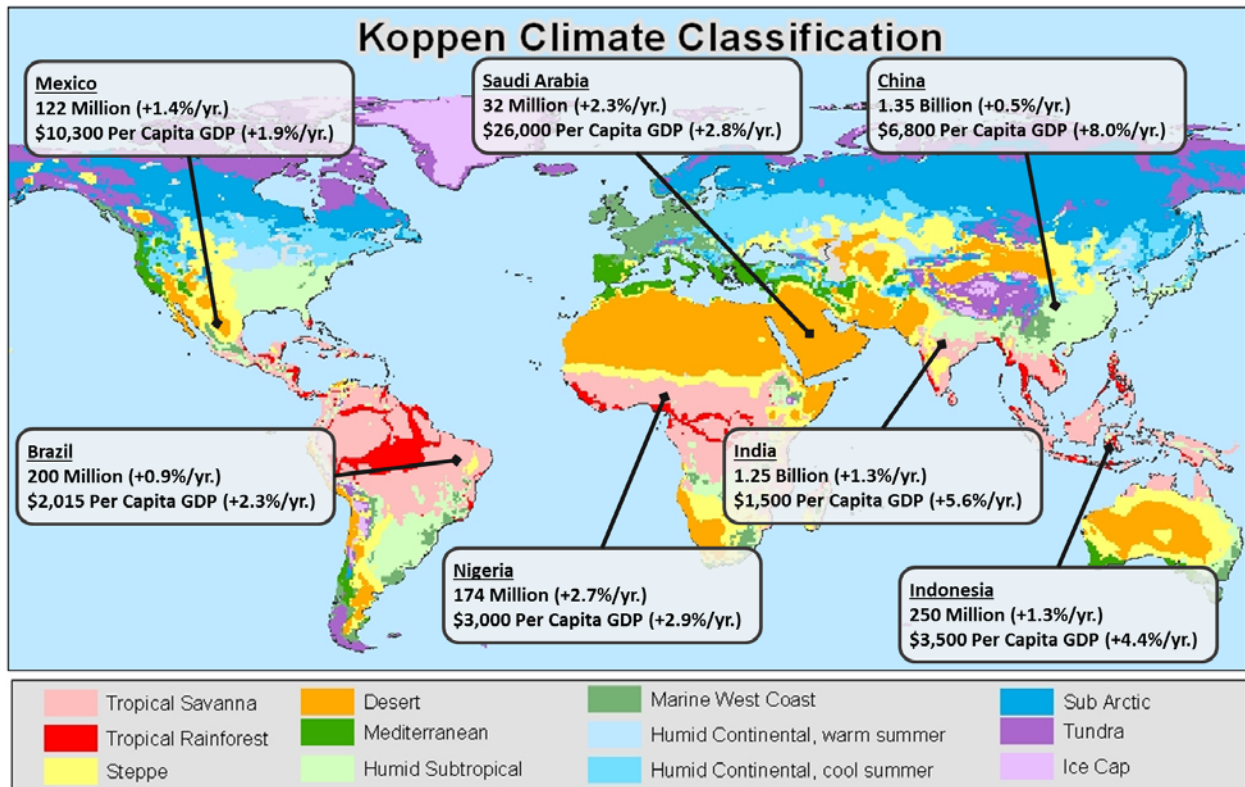 Koppen Climate Classification
Mexico
122 Million (+1.4%/yr.)
$10,300 Per Capita GDP (+1.9%/yr.)
Saudi Arabia
32 Million (+2.3%/yr.)
$26,000 Per Capita GDP (+2.8%/yr.)
China
1.35 Billion (+0.5%/yr.)
$6,800 Per Capita GDP (+8.0%/yr.)
Brazil
200 Million (+0.9%/yr.)
$2,015 Per Capita GDP (+2.3%/yr.)
India
1.25 Billion (+1.3%/yr.)
$1,500 Per Capita GDP (+5.6%/yr.)
Nigeria
174 Million (+2.7%/yr.)
$3,000 Per Capita GDP (+2.9%/yr.)
Indonesia
250 Million (+1.3%/yr.)
$3,500 Per Capita GDP (+4.4%/yr.)
Tropical Savanna
Tropical Rainforest
Steppe
Desert
Mediterranean
Humid Subtropical
Marine West Coast
Humid Continental, warm summer
Humid Continental, cool summer
Sub Arctic
Tundra
Ice Cap